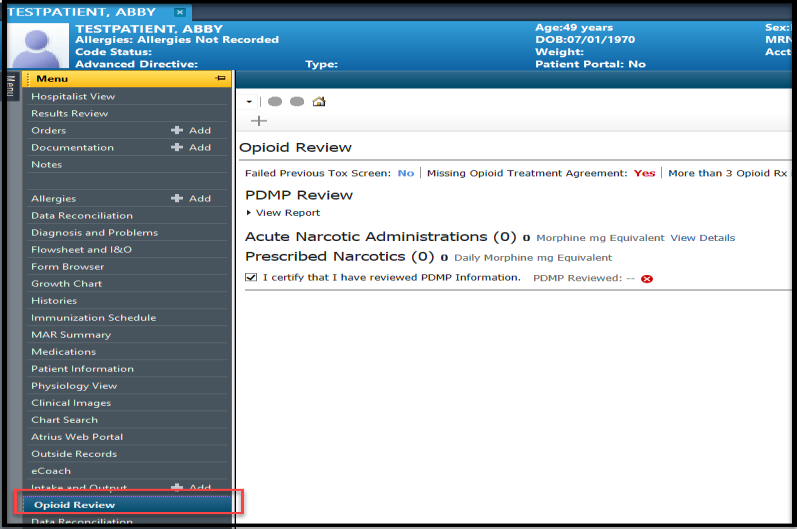 TESTPATIENT, ABBY
TESTPATIENT, ABBY
Allergies: Allergies Not Recorded
Code Status:
Advanced Directive: Type:
Age:49 years
DOB:07/01/1970
Weight:
Patient Portal: No
Sex:
MRN
Acct
Menu
Menu
Hospitalist View
Results Review
Orders Add
Documentation Add
Notes
Allergies Add
Data Reconciliation
Diagnosis and Problems
Flowsheet and I&O
Form Browser
Growth Chart
Histories
Immunization Schedule
MAR Summary
Medications
Patient Information
Physiology View
Clinical Images
Chart Search
Atrius Web Portal
Outside Records
eCoach
Intake and Output Add
Opioid Review
Data Reconciliation
Opioid Review
Failed Previous Tox Screen: No | Missing Opioid Treatment Agreement: Yes | More than 3 Opioid Rx
PDMP Review
View Report
Acute Narcotic Administrations (0) 0 Morphine mg Equivalent View Details
Prescribed Narcotics (0) 0 Daily Morphine mg Equivalent
I certify that I have reviewed PDMP Information. PDMP Reviewed: --